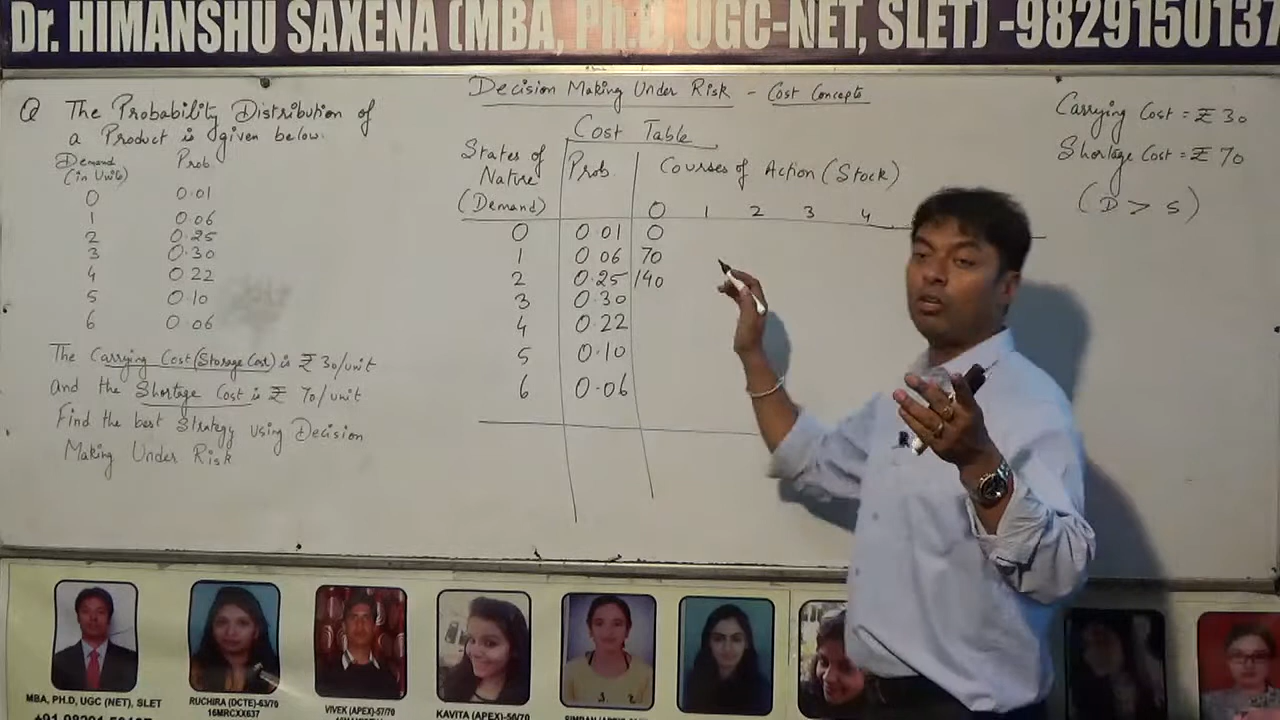 Dr. HIMANSHU SAXENA (MBA, Ph.D, UGC-NET, SLET) -9829150137
Decision Making Under Risk - Cost Concepts
Q The Probability Distribution of
a Product is given below.
Demand Prob.
(in Units)
0 0.01
1 0.06
2 0.25
3 0.30
4 0.22
5 0.10
6 0.06
The Carrying Cost (Storage Cost) is ₹ 30/unit
and the Shortage Cost is ₹ 70/unit
Find the best Strategy using Decision
Making Under Risk
Cost Table
States of Nature (Demand) Prob. Courses of Action (Stock)
0 1 2 3 4
0 0.01 0
1 0.06 70
2 0.25 140
3 0.30
4 0.22
5 0.10
6 0.06
Carrying Cost = ₹ 30
Shortage Cost = ₹ 70
(D > S)
MBA, PH.D, UGC (NET), SLET
RUCHIRA (DCTE)-63/70
16MRCXX637
VIVEK (APEX)-57/70
KAVITA (APEX)-56/70